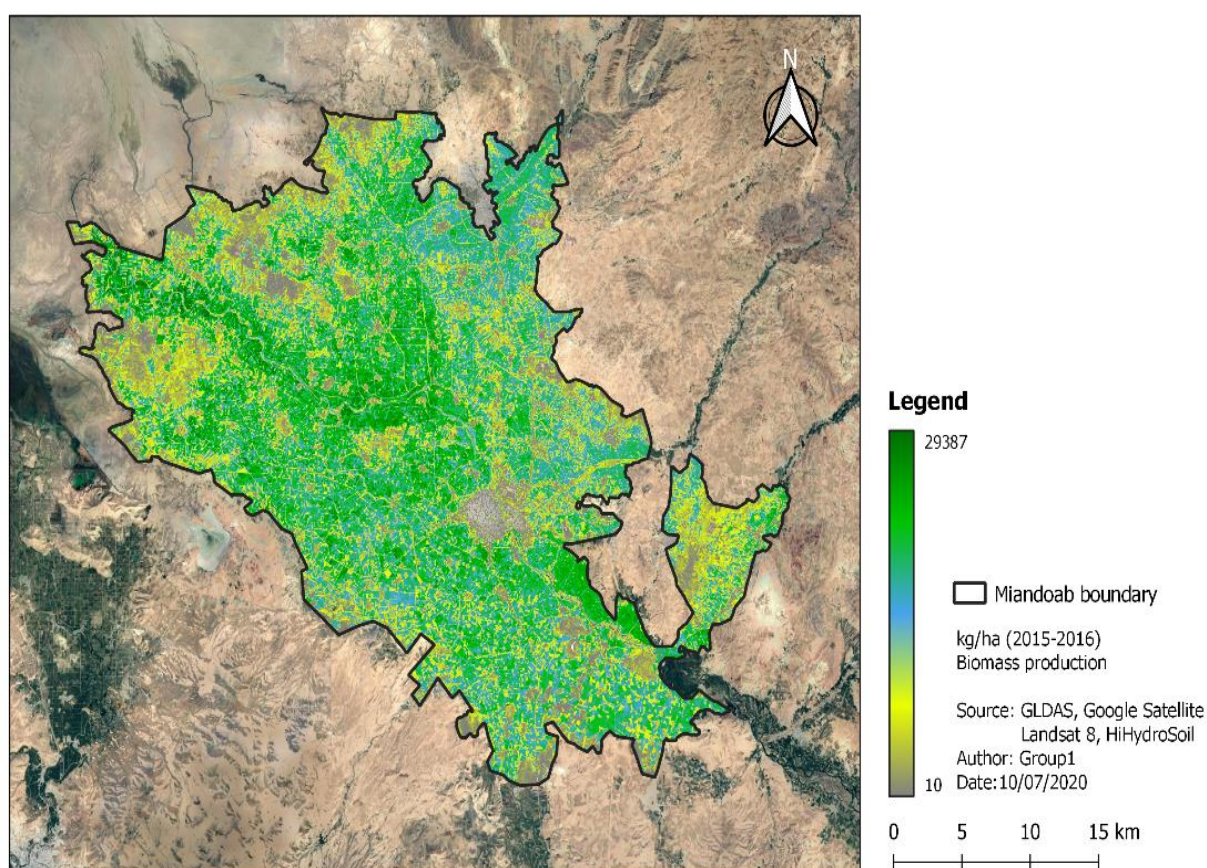 N
Legend
29387
10
Miandoab boundary
kg/ha (2015-2016)
Biomass production
Source: GLDAS, Google Satellite
Landsat 8, HiHydroSoil
Author: Group1
Date:10/07/2020
0 5 10 15 km